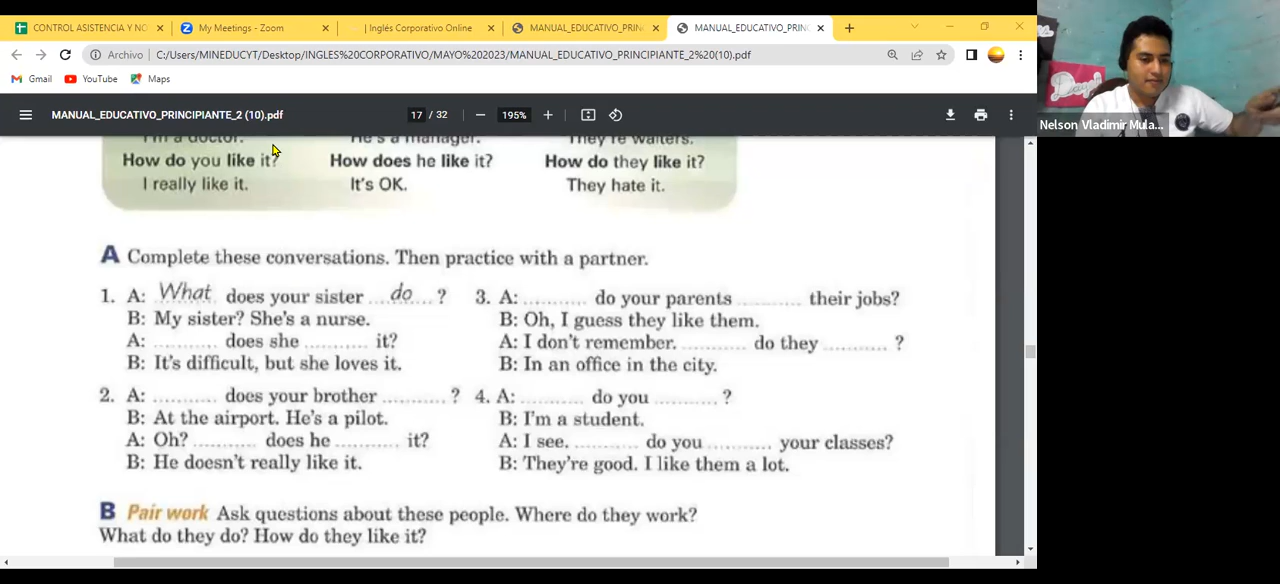 CONTROL ASISTENCIA Y NO
My Meetings - Zoom
Inglés Corporativo Online
MANUAL_EDUCATIVO_PRIN
MANUAL_EDUCATIVO_PRIN
Archivo
C:/Users/MINEDUCYT/Desktop/INGLES%20CORPORATIVO/MAYO%202023/MANUAL_EDUCATIVO_PRINCIPIANTE_2%20(10).pdf
Gmail YouTube Maps
MANUAL_EDUCATIVO_PRINCIPIANTE_2 (10).pdf
17 / 32
195%
Nelson Vladimir Mula...
I'm a doctor. He's a manager. They're waiters.
How do you like it? How does he like it? How do they like it?
I really like it. It's OK. They hate it.
A Complete these conversations. Then practice with a partner.
1. A: What does your sister do ?
B: My sister? She's a nurse.
A: .......... does she .......... it?
B: It's difficult, but she loves it.
2. A: .......... does your brother .......... ?
B: At the airport. He's a pilot.
A: Oh? .......... does he .......... it?
B: He doesn't really like it.
3. A: .......... do your parents .......... their jobs?
B: Oh, I guess they like them.
A: I don't remember. .......... do they .......... ?
B: In an office in the city.
4. A: .......... do you .......... ?
B: I'm a student.
A: I see. .......... do you .......... your classes?
B: They're good. I like them a lot.
B Pair work Ask questions about these people. Where do they work?
What do they do? How do they like it?